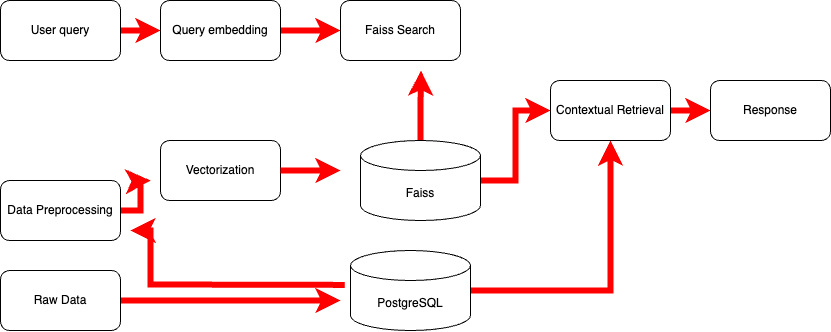 User query
Query embedding
Faiss Search
Contextual Retrieval
Response
Vectorization
Faiss
Data Preprocessing
Raw Data
PostgreSQL